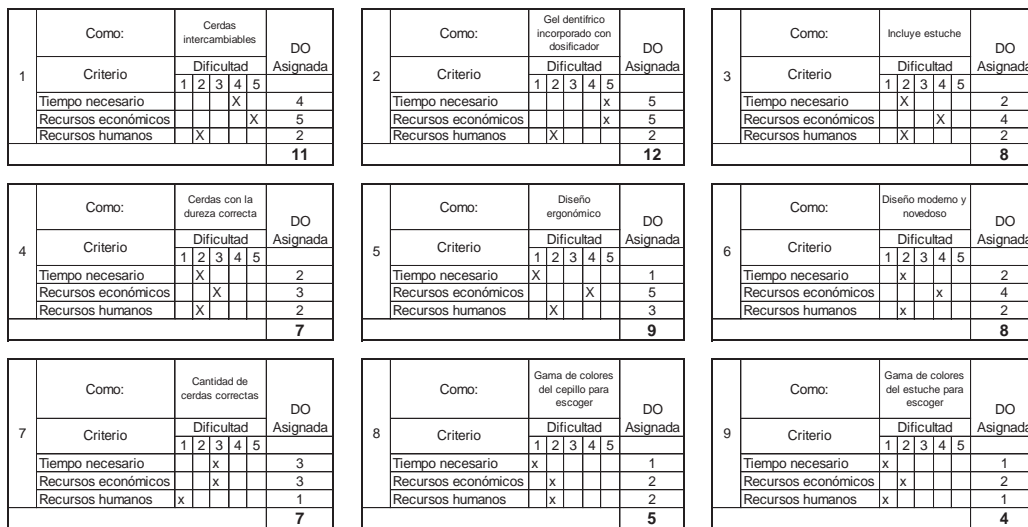 1
Como:
Cerdas
intercambiables
DO
Asignada
Criterio
Dificultad
1 2 3 4 5
Tiempo necesario X 4
Recursos económicos X 5
Recursos humanos X 2
11
2
Como:
Gel dentifrico
incorporado con
dosificador
DO
Asignada
Criterio
Dificultad
1 2 3 4 5
Tiempo necesario x 5
Recursos económicos x 5
Recursos humanos X 2
12
3
Como:
Incluye estuche
DO
Asignada
Criterio
Dificultad
1 2 3 4 5
Tiempo necesario X 2
Recursos económicos X 4
Recursos humanos X 2
8
4
Como:
Cerdas con la
dureza correcta
DO
Asignada
Criterio
Dificultad
1 2 3 4 5
Tiempo necesario X 2
Recursos económicos X 3
Recursos humanos X 2
7
5
Como:
Diseño
ergonómico
DO
Asignada
Criterio
Dificultad
1 2 3 4 5
Tiempo necesario X 1
Recursos económicos X 5
Recursos humanos X 3
9
6
Como:
Diseño moderno y
novedoso
DO
Asignada
Criterio
Dificultad
1 2 3 4 5
Tiempo necesario x 2
Recursos económicos x 4
Recursos humanos x 2
8
7
Como:
Cantidad de
cerdas correctas
DO
Asignada
Criterio
Dificultad
1 2 3 4 5
Tiempo necesario x 3
Recursos económicos x 3
Recursos humanos x 1
7
8
Como:
Gama de colores
del cepillo para
escoger
DO
Asignada
Criterio
Dificultad
1 2 3 4 5
Tiempo necesario x 1
Recursos económicos x 2
Recursos humanos x 2
5
9
Como:
Gama de colores
del estuche para
escoger
DO
Asignada
Criterio
Dificultad
1 2 3 4 5
Tiempo necesario x 1
Recursos económicos x 2
Recursos humanos x 1
4